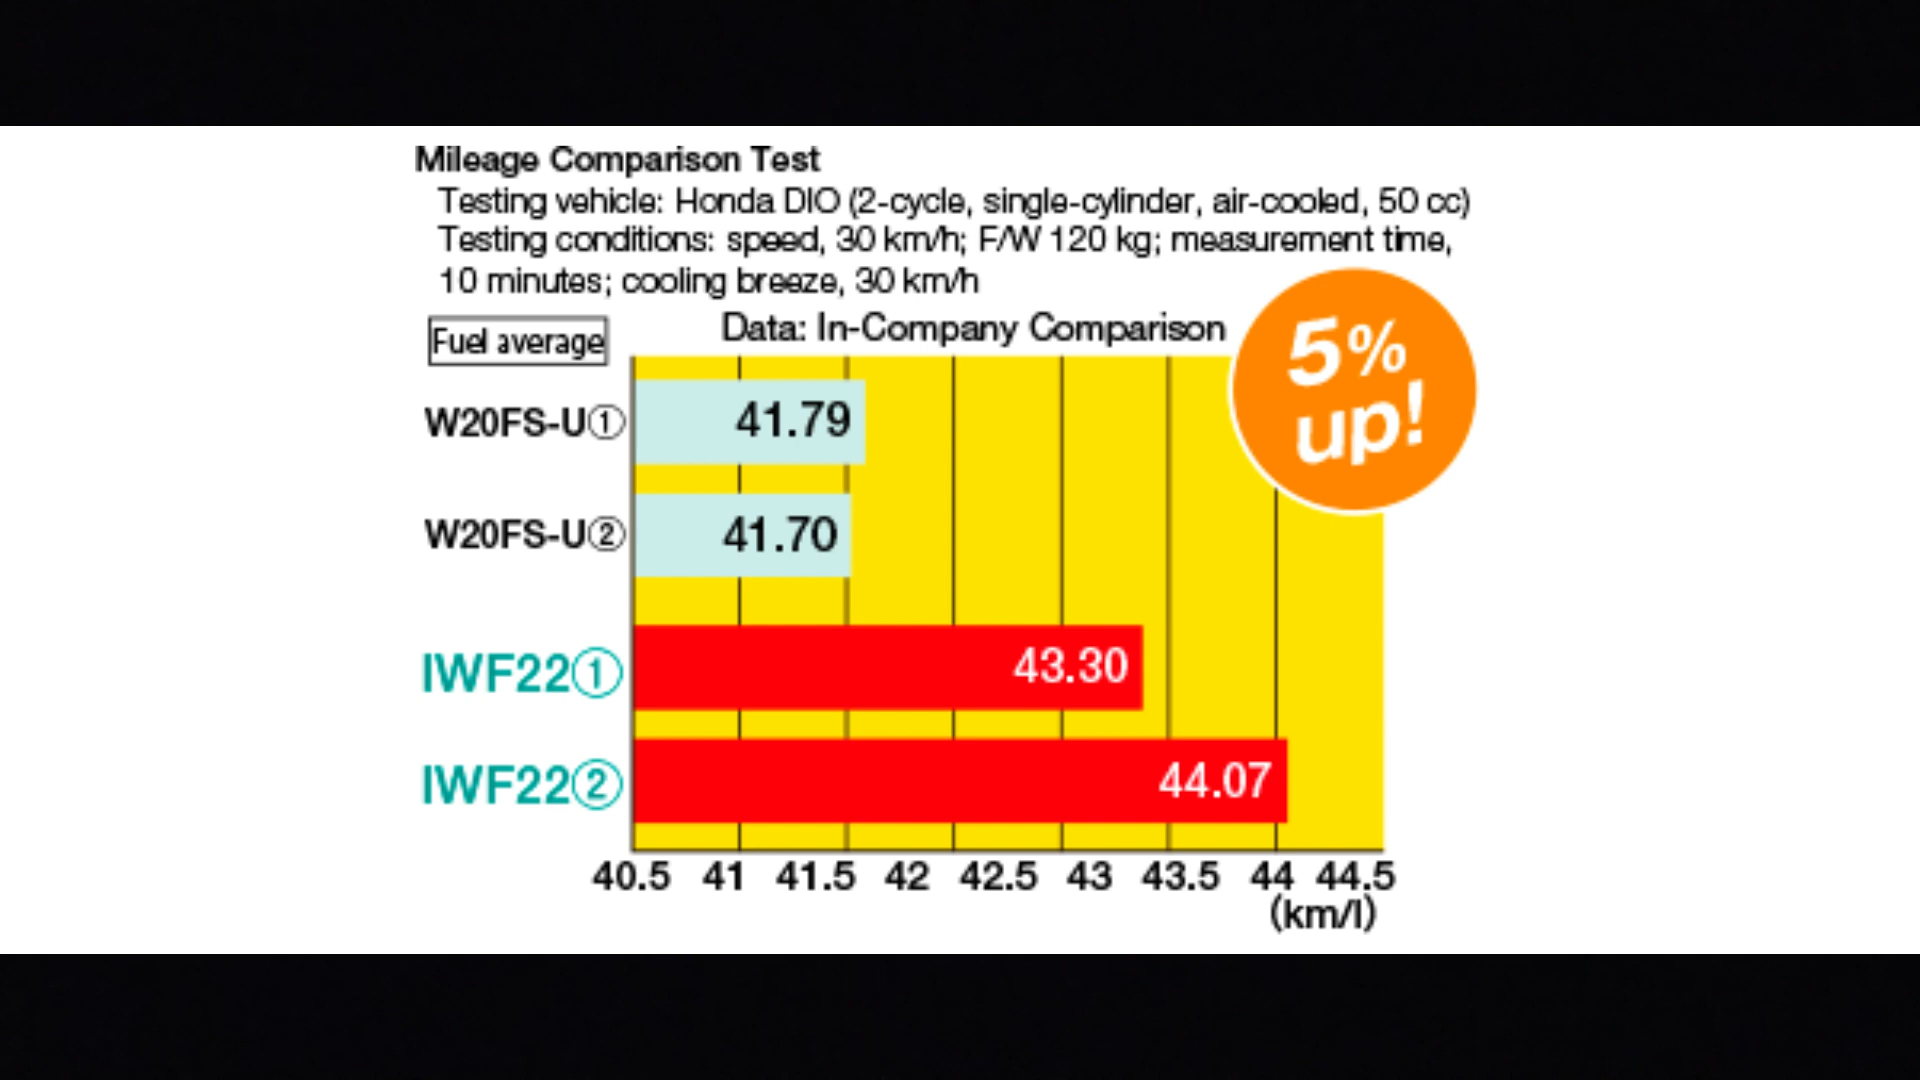 Mileage Comparison Test
Testing vehicle: Honda DIO (2-cycle, single-cylinder, air-cooled, 50 cc)
Testing conditions: speed, 30 km/h; F/W 120 kg; measurement time,
10 minutes; cooling breeze, 30 km/h
Fuel average
Data: In-Company Comparison
5%
up!
W20FS-U① 41.79
W20FS-U② 41.70
IWF22① 43.30
IWF22② 44.07
40.5 41 41.5 42 42.5 43 43.5 44 44.5
(km/l)